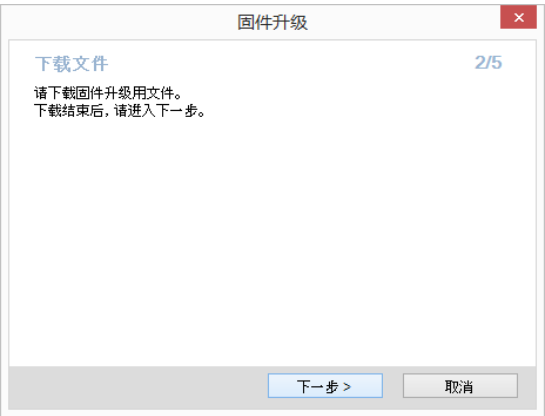 固件升级
下载文件 2/5
请下载固件升级用文件。
下载结束后,请进入下一步。
下一步 > 取消